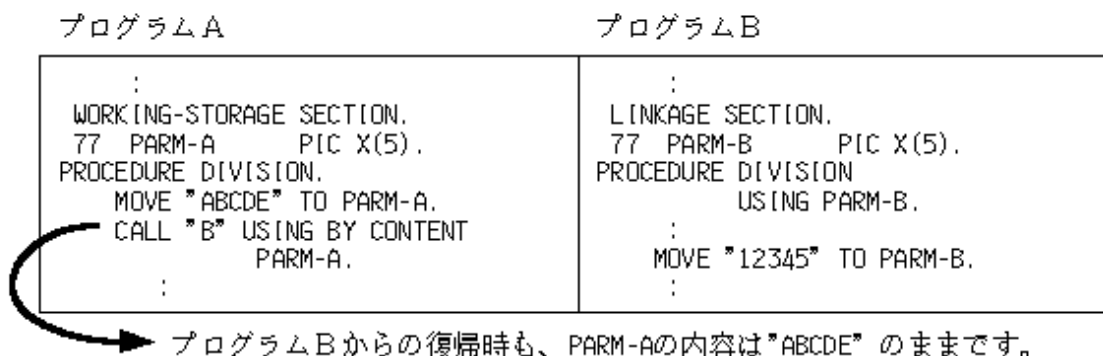 プログラムA
:
WORKING-STORAGE SECTION.
77 PARM-A PIC X(5).
PROCEDURE DIVISION.
MOVE "ABCDE" TO PARM-A.
CALL "B" USING BY CONTENT
PARM-A.
:
プログラムB
:
LINKAGE SECTION.
77 PARM-B PIC X(5).
PROCEDURE DIVISION
USING PARM-B.
:
MOVE "12345" TO PARM-B.
:
プログラムBからの復帰時も、PARM-Aの内容は"ABCDE" のままです。